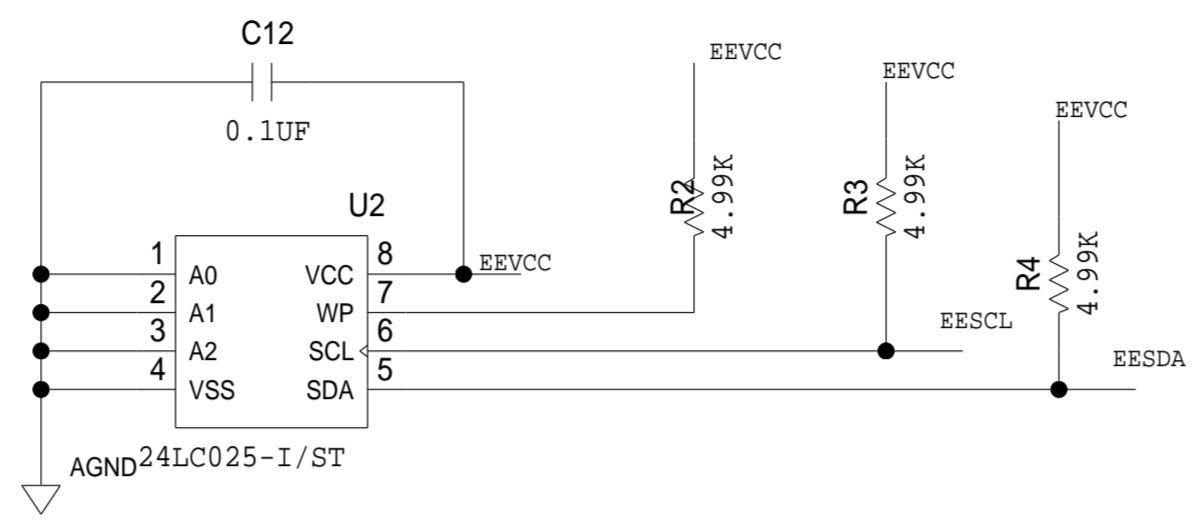 C12
0.1UF
EEVCC
EEVCC
EEVCC
R2
4.99K
R3
4.99K
R4
4.99K
U2
1 A0 VCC 8 EEVCC
2 A1 WP 7
3 A2 SCL 6 EESCL
4 VSS SDA 5 EESDA
AGND
24LC025-I/ST